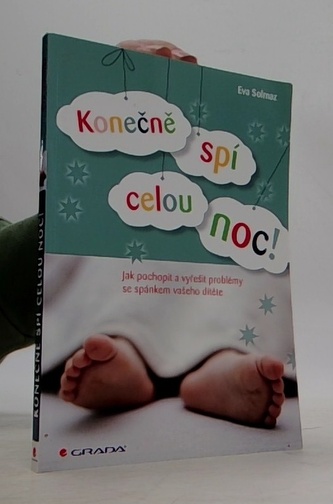 Eva Solmaz
Konečně
spí
celou
noc!
Jak pochopit a vyřešit problémy
se spánkem vašeho dítěte
GRADA
KONEČNĚ SPÍ CELOU NOC!